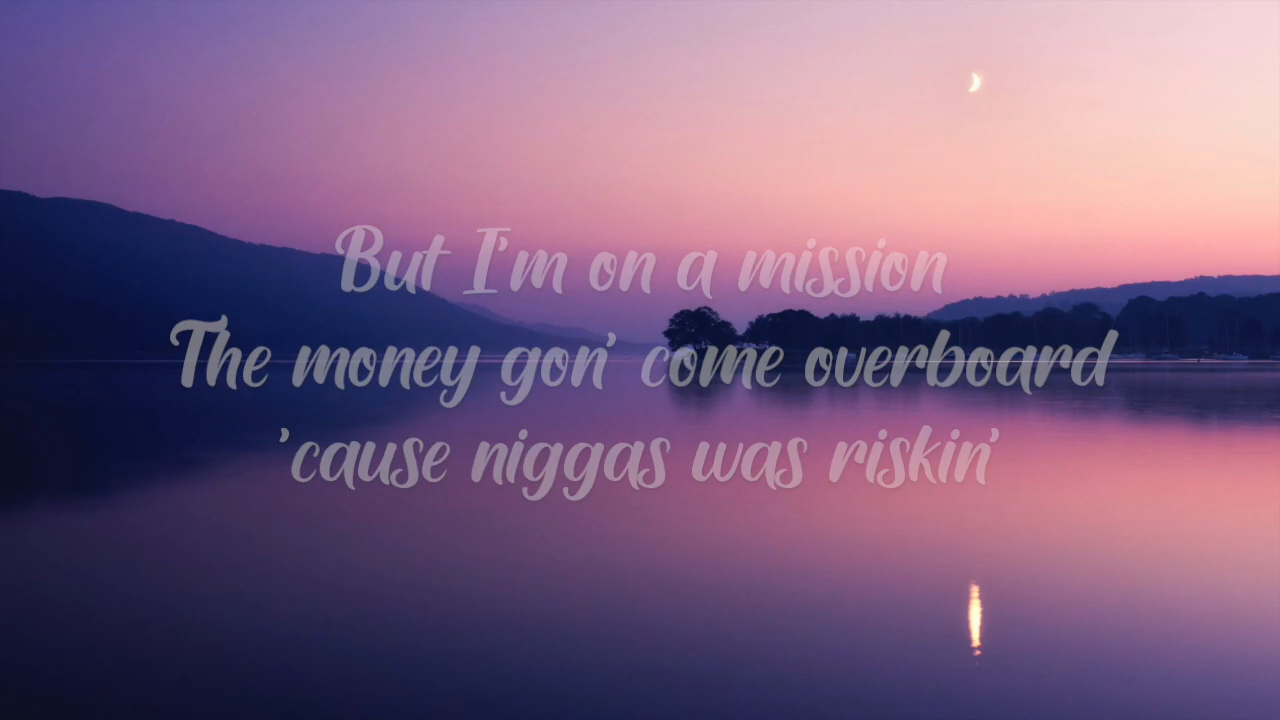 But I'm on a mission
The money gon' come overboard
'cause niggas was riskin'